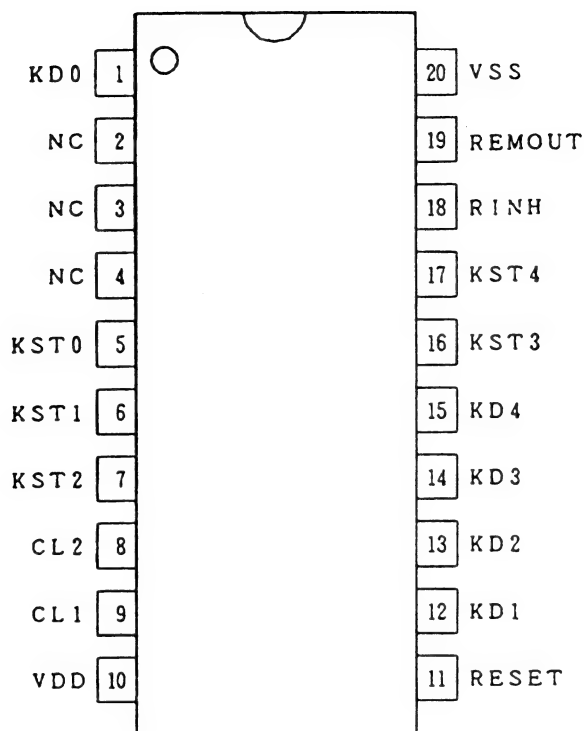 KD0 1 20 VSS
NC 2 19 REMOUT
NC 3 18 RINH
NC 4 17 KST4
KST0 5 16 KST3
KST1 6 15 KD4
KST2 7 14 KD3
CL2 8 13 KD2
CL1 9 12 KD1
VDD 10 11 RESET